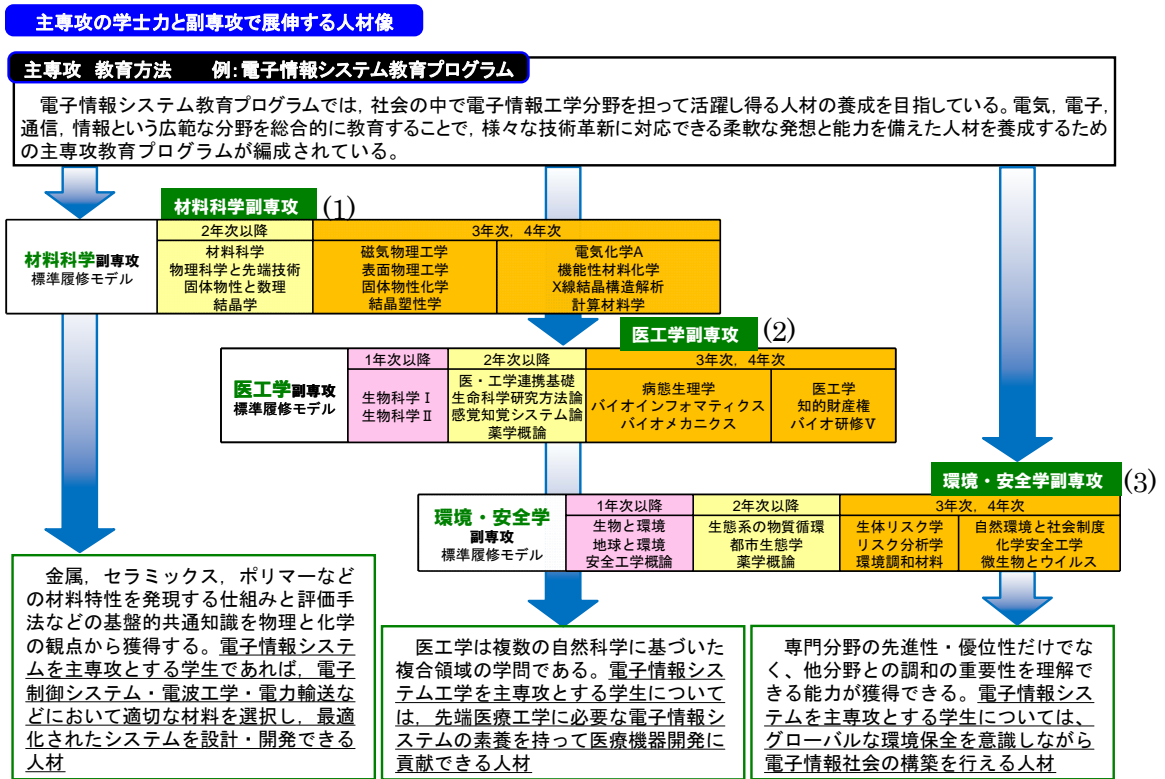 主専攻の学士力と副専攻で展伸する人材像
主専攻 教育方法 例：電子情報システム教育プログラム
電子情報システム教育プログラムでは，社会の中で電子情報工学分野を担って活躍し得る人材の養成を目指している。電気，電子，
通信，情報という広範な分野を総合的に教育することで，様々な技術革新に対応できる柔軟な発想と能力を備えた人材を養成するため
の主専攻教育プログラムが編成されている。
材料科学副専攻 (1)
材料科学副専攻
標準履修モデル
2年次以降
材料科学
物理科学と先端技術
固体物性と数理
結晶学
3年次，4年次
磁気物理工学
表面物理工学
固体物性化学
結晶塑性学
電気化学A
機能性材料化学
X線結晶構造解析
計算材料学
医工学副専攻 (2)
医工学副専攻
標準履修モデル
1年次以降
生物科学Ⅰ
生物科学Ⅱ
2年次以降
医・工学連携基礎
生命科学研究方法論
感覚知覚システム論
薬学概論
3年次，4年次
病態生理学
バイオインフォマティクス
バイオメカニクス
医工学
知的財産権
バイオ研修Ⅴ
環境・安全学副専攻 (3)
環境・安全学
副専攻
標準履修モデル
1年次以降
生物と環境
地球と環境
安全工学概論
2年次以降
生態系の物質循環
都市生態学
薬学概論
3年次，4年次
生体リスク学
リスク分析学
環境調和材料
自然環境と社会制度
化学安全工学
微生物とウイルス
金属，セラミックス，ポリマーなど
の材料特性を発現する仕組みと評価手
法などの基盤的共通知識を物理と化学
の観点から獲得する。電子情報システ
ムを主専攻とする学生であれば，電子
制御システム・電波工学・電力輸送な
どにおいて適切な材料を選択し，最適
化されたシステムを設計・開発できる
人材
医工学は複数の自然科学に基づいた
複合領域の学問である。電子情報シス
テム工学を主専攻とする学生について
は，先端医療工学に必要な電子情報シ
ステムの素養を持って医療機器開発に
貢献できる人材
専門分野の先進性・優位性だけでな
く、他分野との調和の重要性を理解で
きる能力が獲得できる。電子情報シス
テムを主専攻とする学生については、
グローバルな環境保全を意識しながら
電子情報社会の構築を行える人材